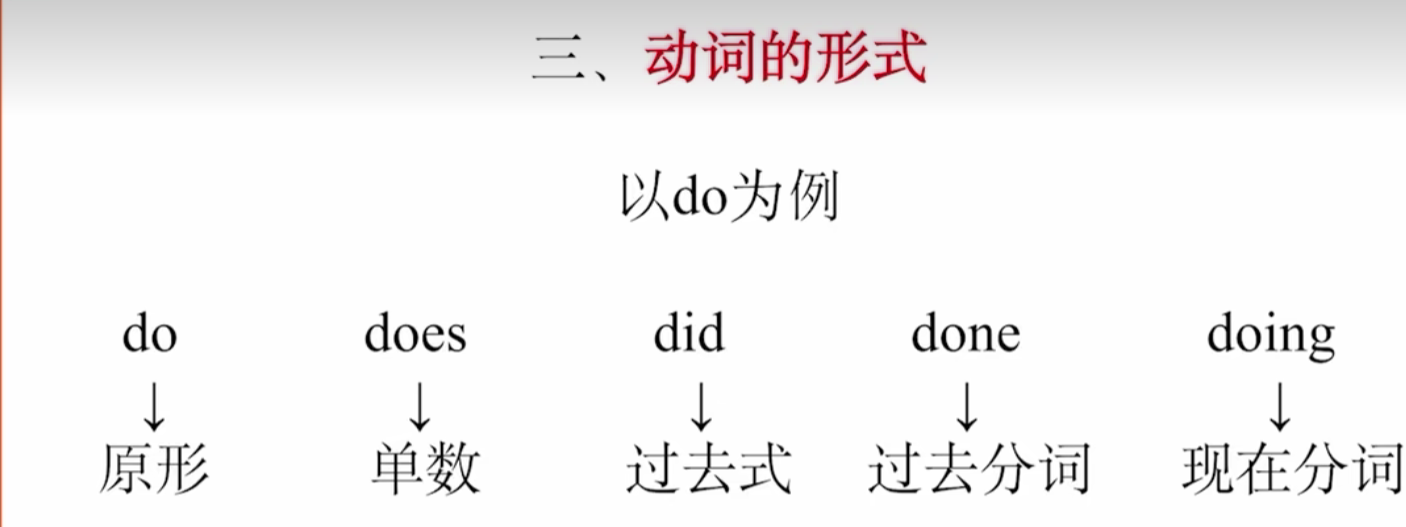 三、动词的形式
以do为例
do does did done doing
↓ ↓ ↓ ↓ ↓
原形 单数 过去式 过去分词 现在分词